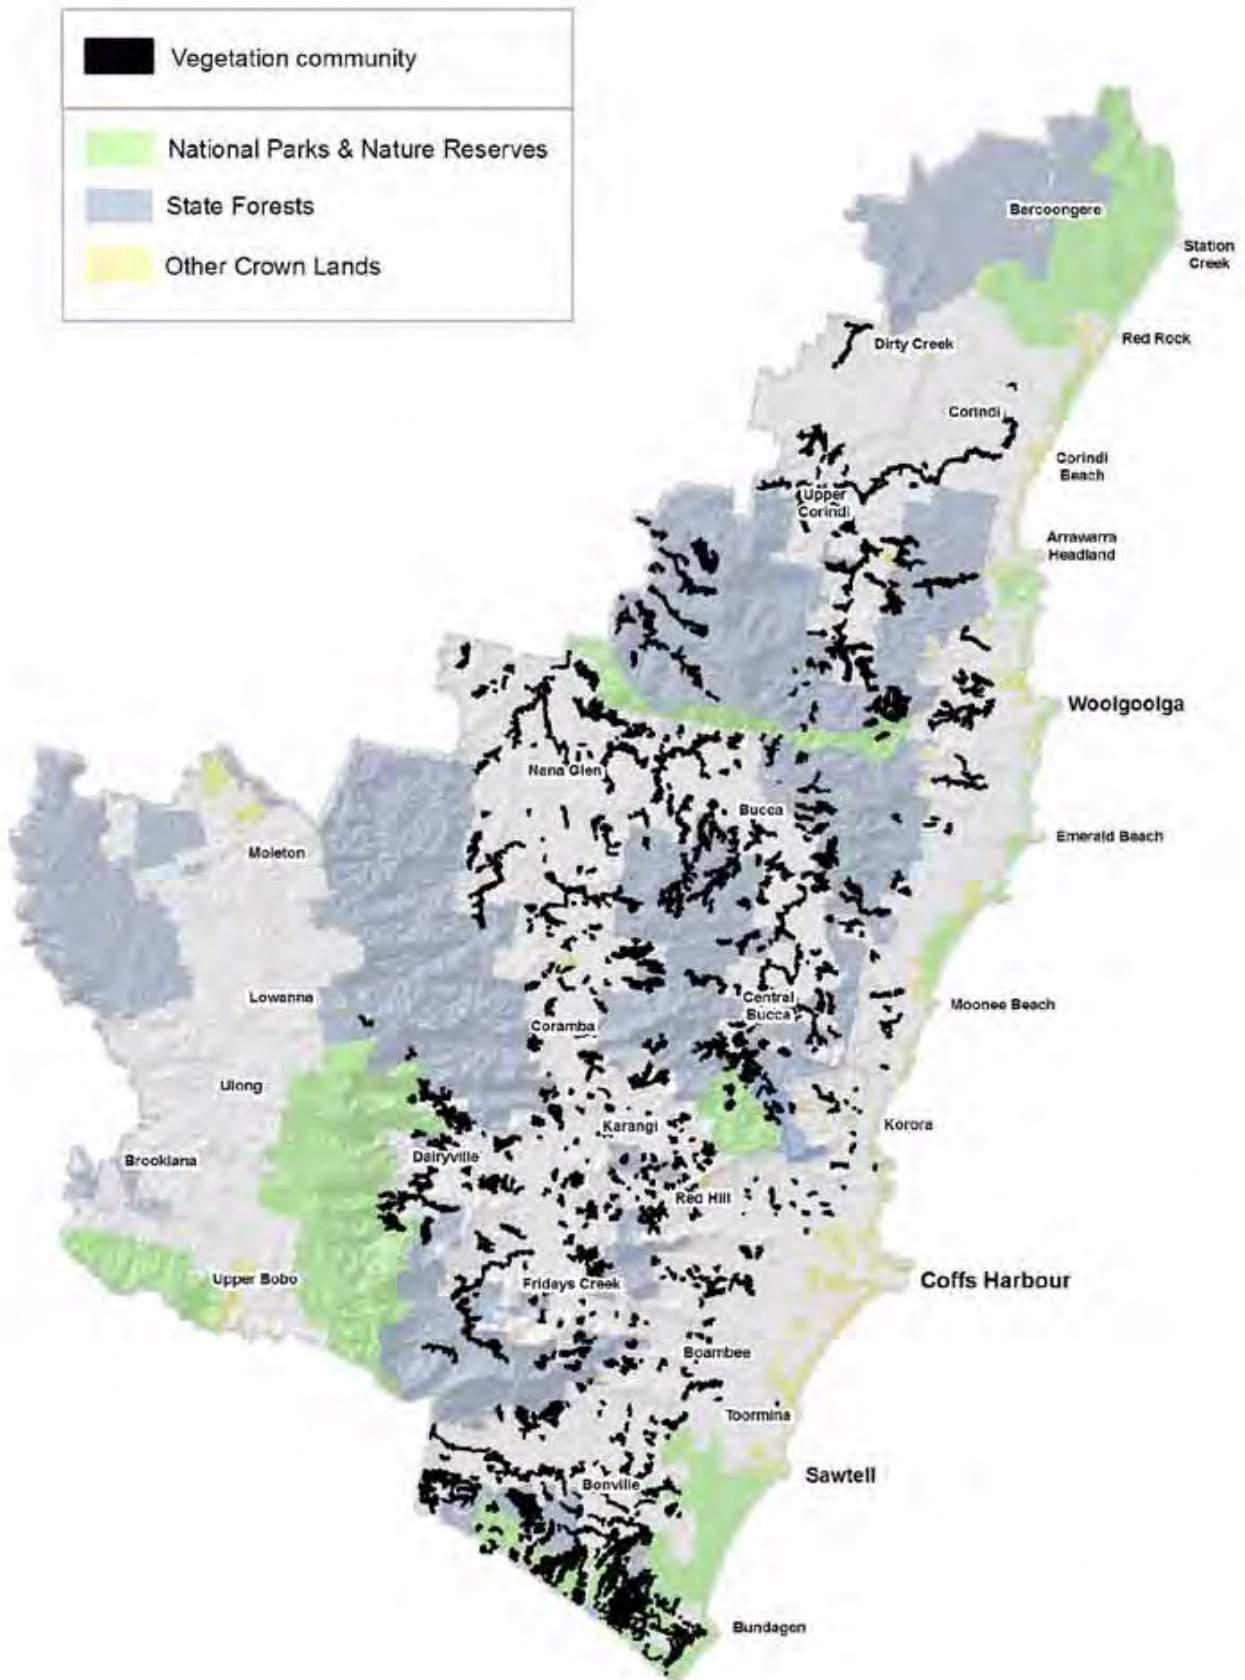 Vegetation community
National Parks & Nature Reserves
State Forests
Other Crown Lands
Barcoongere
Station
Creek
Red Rock
Dirty Creek
Corindi
Corindi
Beach
Upper
Corindi
Arrawarra
Headland
Woolgoolga
Nana Glen
Bucca
Emerald Beach
Moleton
Lowanna
Moonee Beach
Central
Bucca
Coramba
Ulong
Karangi
Korora
Dairyville
Brooklana
Red Hill
Upper Bobo
Fridays Creek
Coffs Harbour
Boambee
Toormina
Sawtell
Bonville
Bundagen